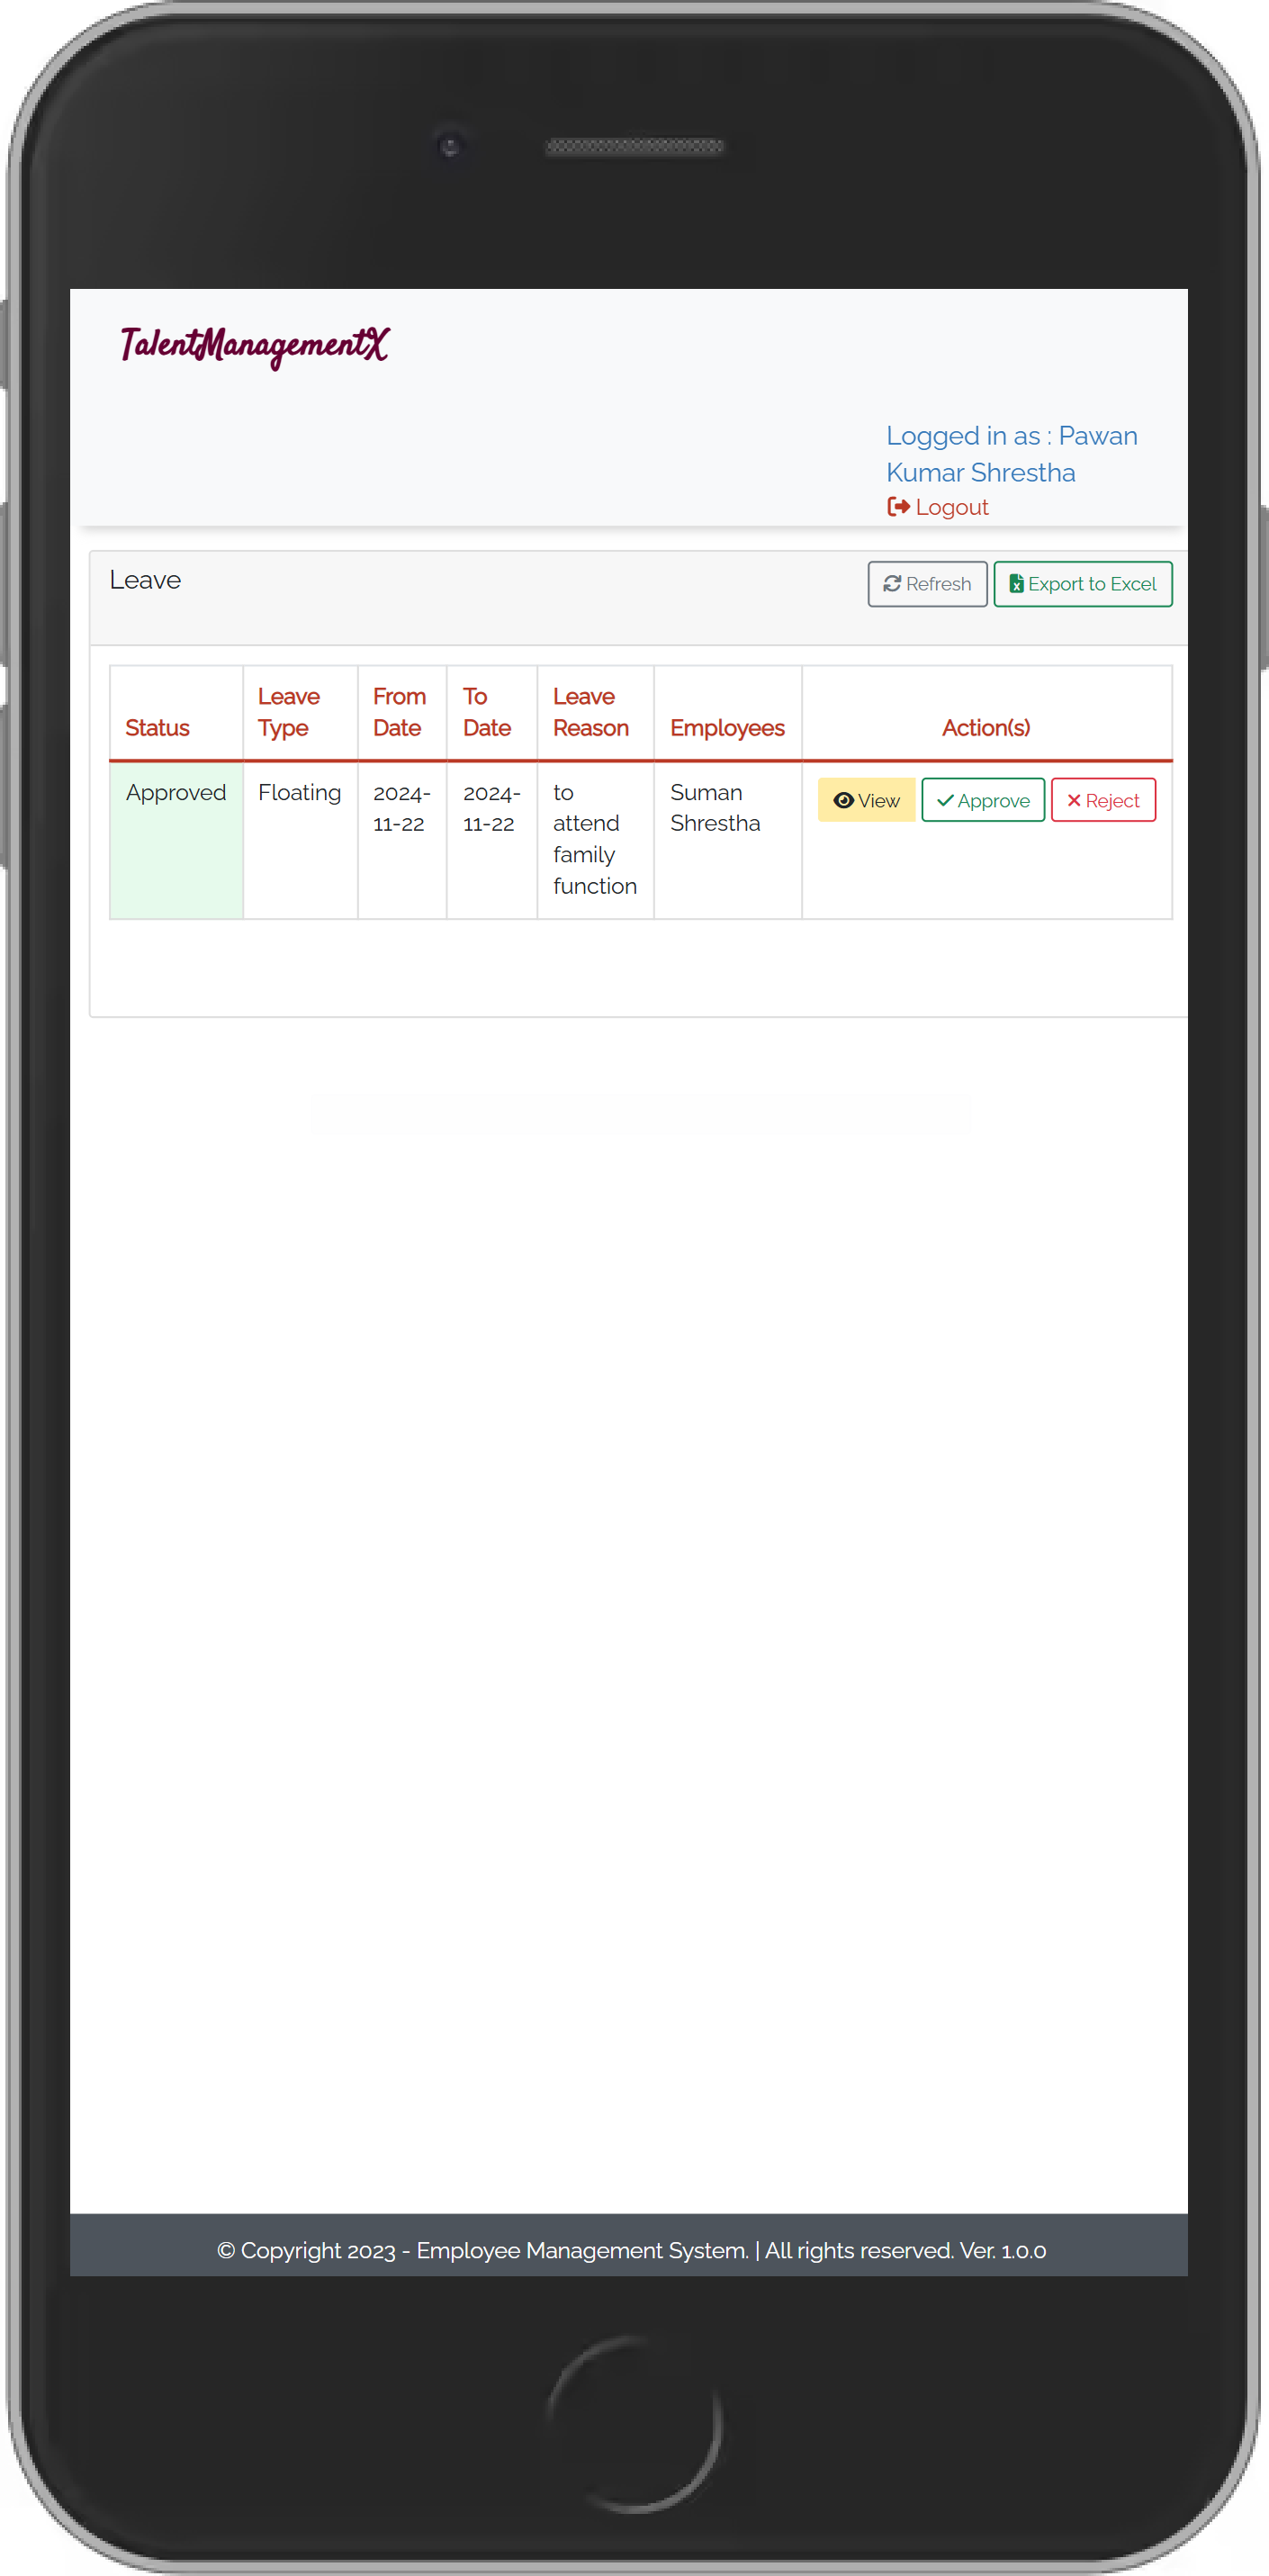 TalentManagementX
Logged in as : Pawan
Kumar Shrestha
Logout
Leave
Refresh
Export to Excel
Status
Leave
Type
From
Date
To
Date
Leave
Reason
Employees
Action(s)
Approved
Floating
2024-
11-22
2024-
11-22
to
attend
family
function
Suman
Shrestha
View
Approve
Reject
© Copyright 2023 - Employee Management System. | All rights reserved. Ver. 1.0.0